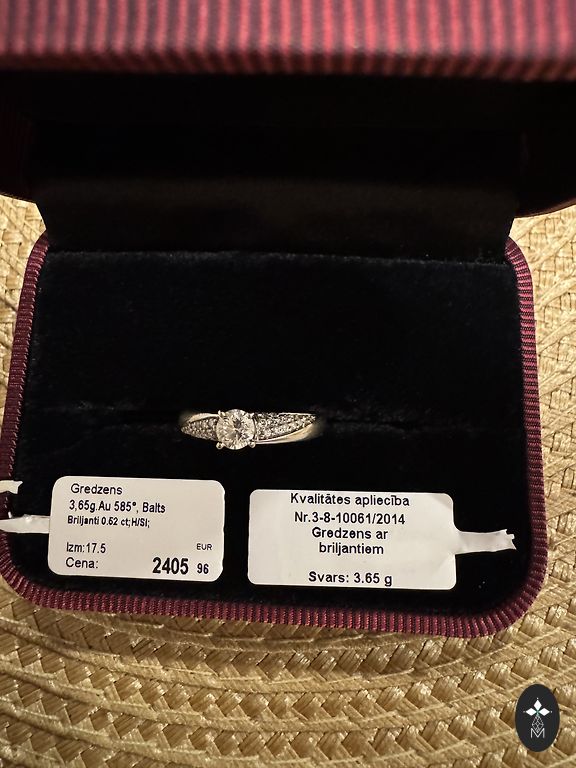 Gredzens
3,65g.Au 585°, Balts
Briljanti 0.52 ct;H/SI;
Izm:17.5
EUR
Cena: 2405 96
Kvalitātes apliecība
Nr.3-8-10061/2014
Gredzens ar
briljantiem
Svars: 3.65 g
M